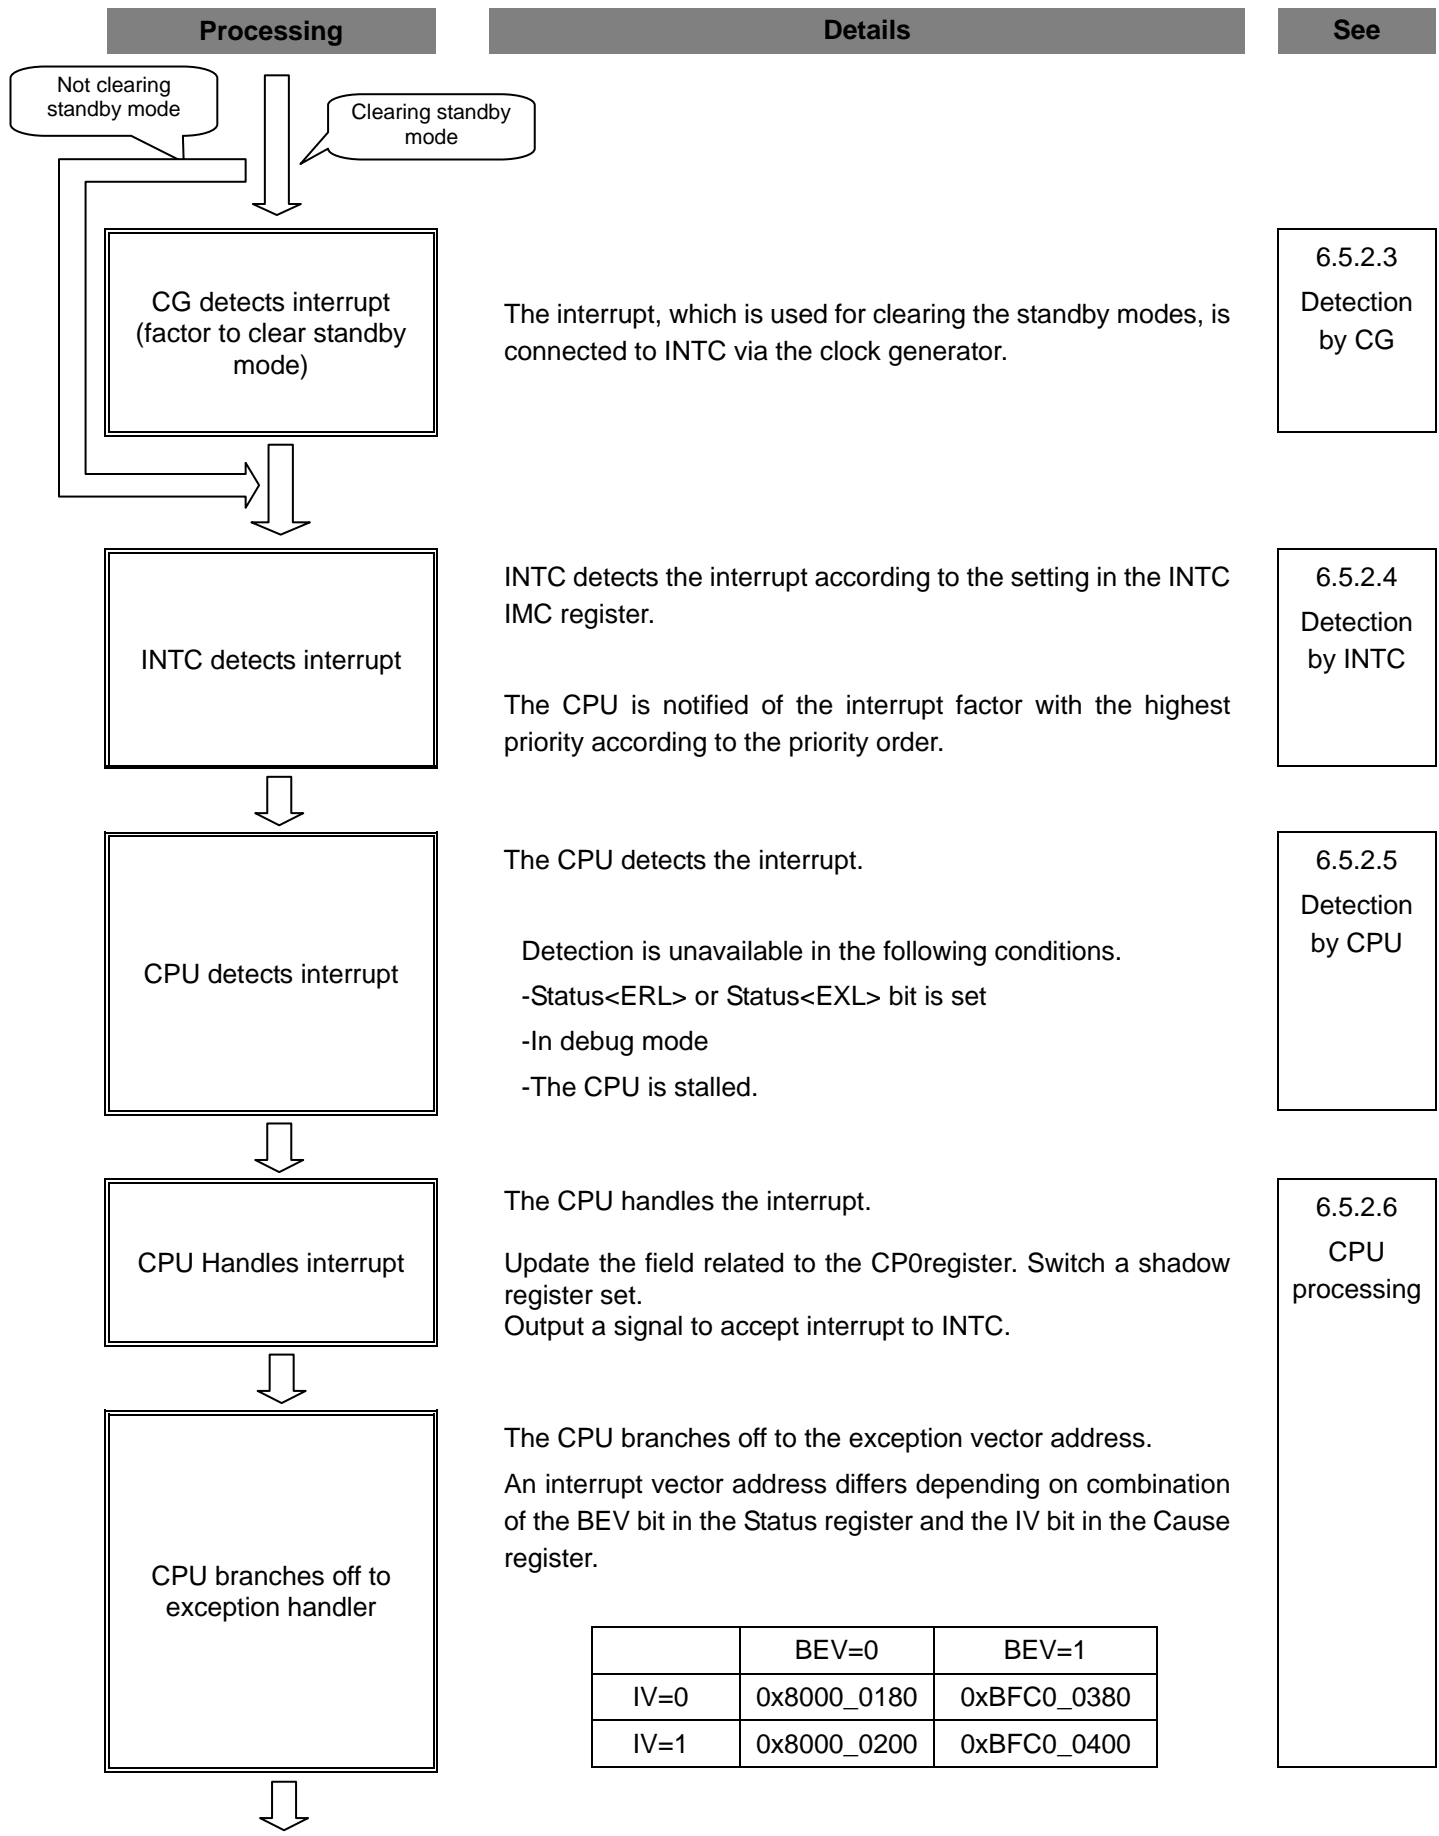 Processing
Details
See
Not clearing
standby mode
Clearing standby
mode
CG detects interrupt
(factor to clear standby
mode)
The interrupt, which is used for clearing the standby modes, is
connected to INTC via the clock generator.
6.5.2.3
Detection
by CG
INTC detects interrupt
INTC detects the interrupt according to the setting in the INTC
IMC register.
The CPU is notified of the interrupt factor with the highest
priority according to the priority order.
6.5.2.4
Detection
by INTC
CPU detects interrupt
The CPU detects the interrupt.
Detection is unavailable in the following conditions.
-Status<ERL> or Status<EXL> bit is set
-In debug mode
-The CPU is stalled.
6.5.2.5
Detection
by CPU
CPU Handles interrupt
The CPU handles the interrupt.
Update the field related to the CP0register. Switch a shadow
register set.
Output a signal to accept interrupt to INTC.
6.5.2.6
CPU
processing
CPU branches off to
exception handler
The CPU branches off to the exception vector address.
An interrupt vector address differs depending on combination
of the BEV bit in the Status register and the IV bit in the Cause
register.
BEV=0 BEV=1
IV=0 0x8000_0180 0xBFC0_0380
IV=1 0x8000_0200 0xBFC0_0400